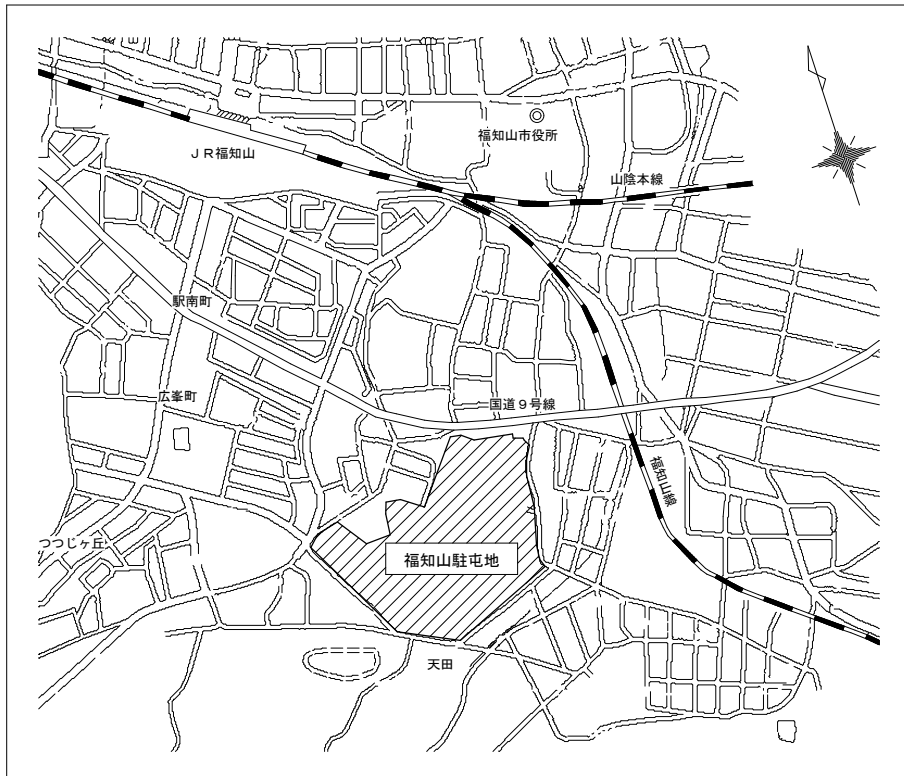 福知山市役所
ＪＲ福知山
山陰本線
駅南町
広峯町
国道９号線
福知山線
つつじヶ丘
福知山駐屯地
天田